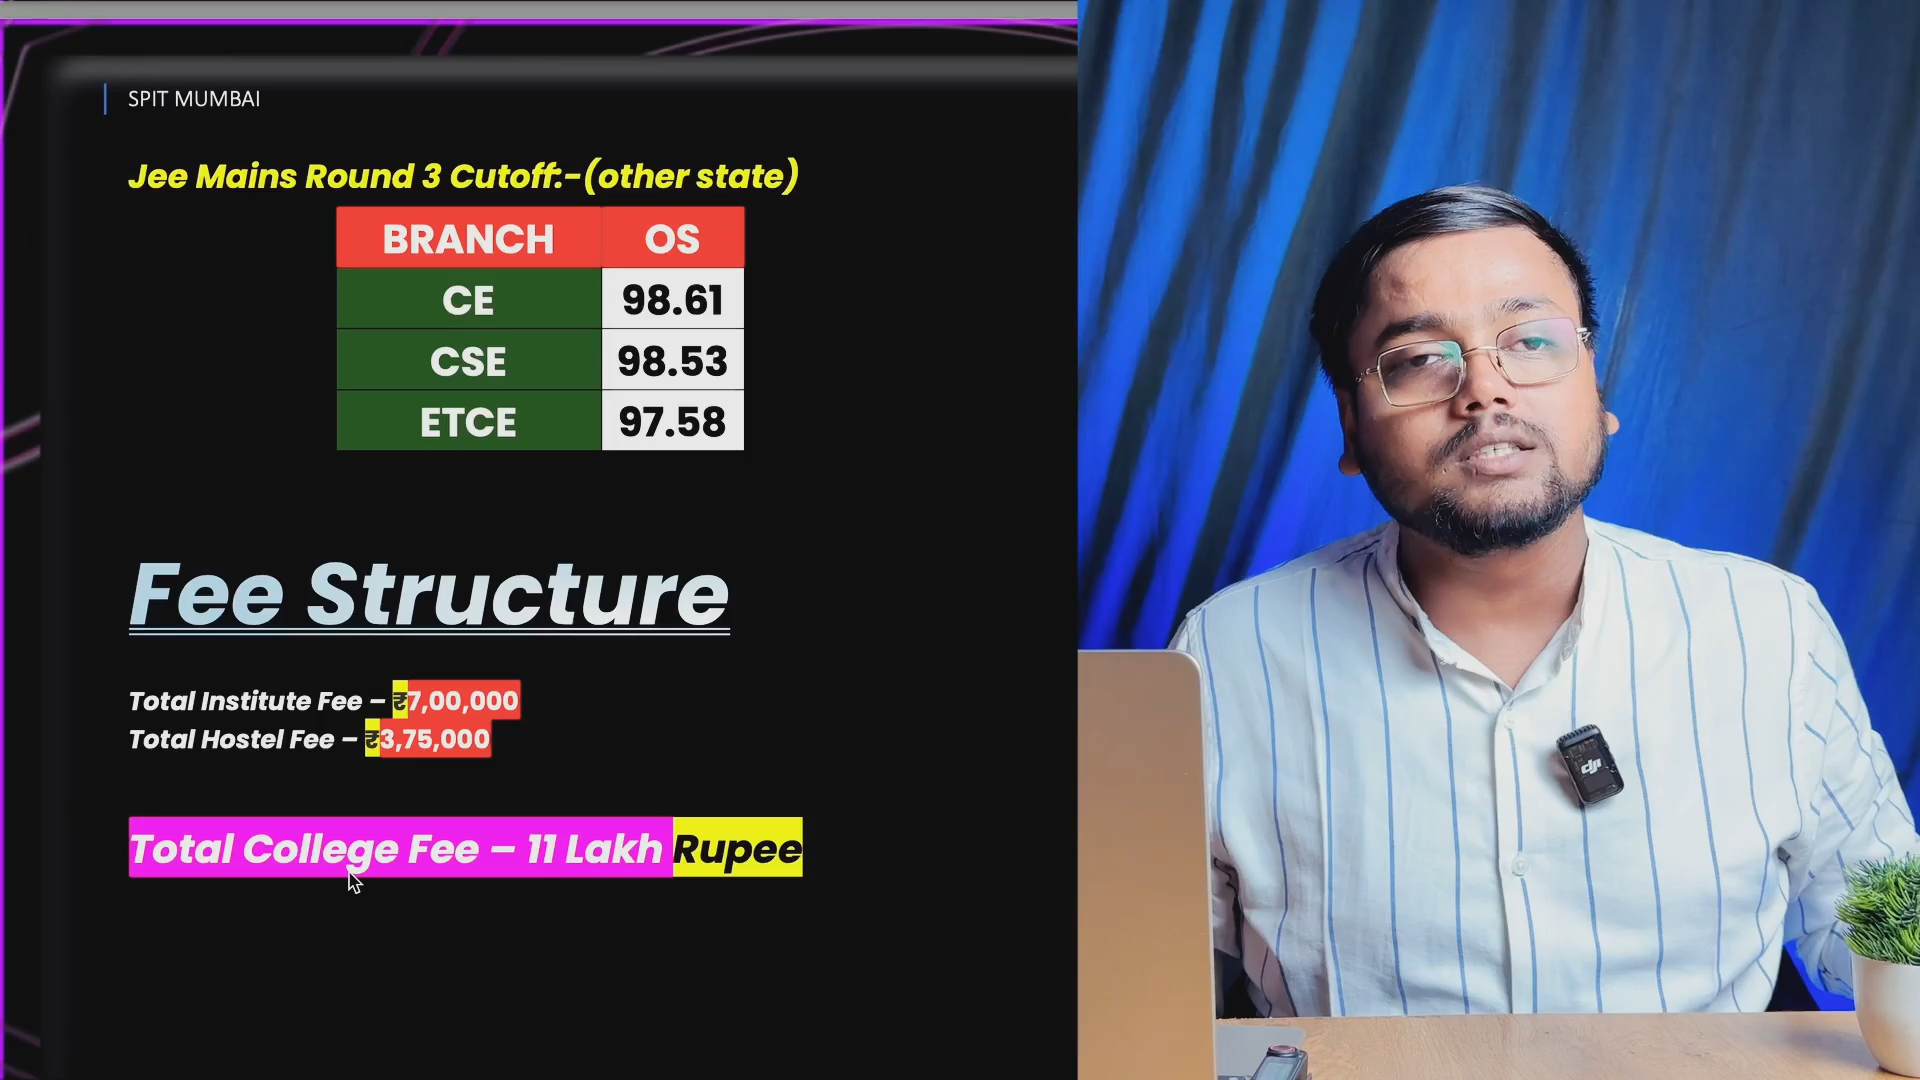 SPIT MUMBAI
Jee Mains Round 3 Cutoff:-(other state)
BRANCH OS
CE 98.61
CSE 98.53
ETCE 97.58
Fee Structure
Total Institute Fee – ₹7,00,000
Total Hostel Fee – ₹3,75,000
Total College Fee – 11 Lakh Rupee
dji